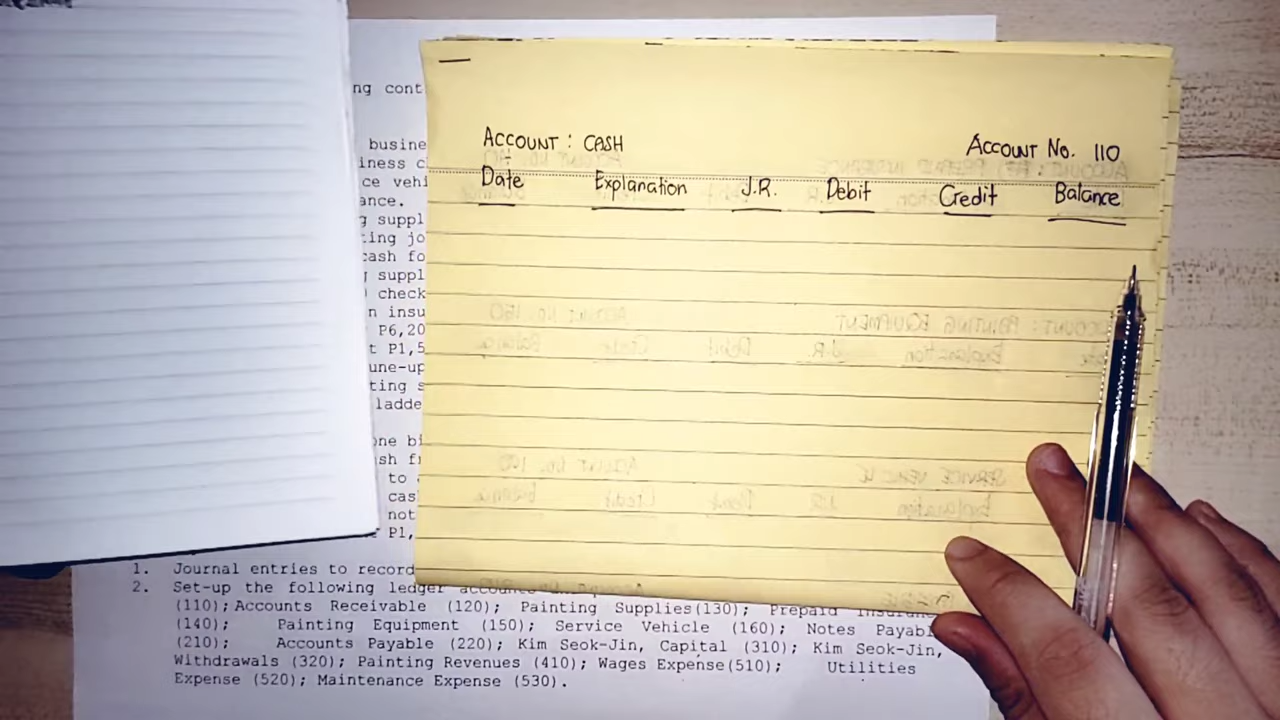 ng cont
busine
iness c
ce vehi
ance.
g suppl
ting jo
cash fo
g suppl
check
n insu
P6,20
t P1,5
une-up
ting s
ladde
one bi
sh f
to
cas
not
P1,
ACCOUNT : CASH
ACCOUNT No. 110
Date Explanation J.R. Debit Credit Balance
1. Journal entries to record
2. Set-up the following ledger accounts
(110); Accounts Receivable (120); Painting Supplies(130); Prepaid Insuran
(140); Painting Equipment (150); Service Vehicle (160); Notes Payabl
(210); Accounts Payable (220); Kim Seok-Jin, Capital (310); Kim Seok-Jin,
Withdrawals (320); Painting Revenues (410); Wages Expense(510); Utilities
Expense (520); Maintenance Expense (530).